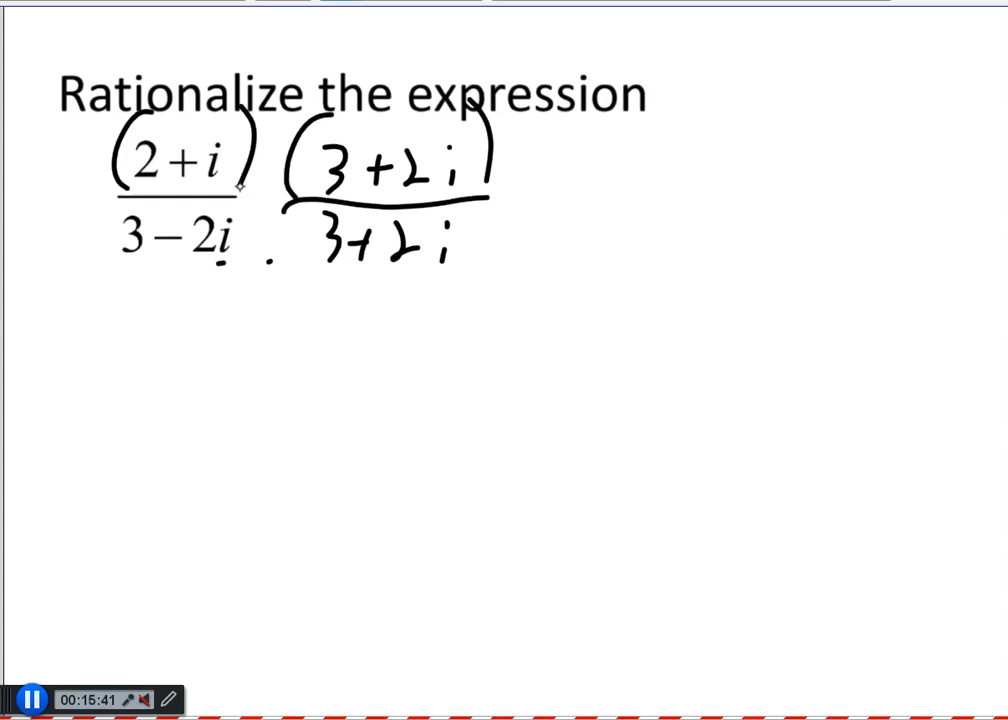 Rationalize the expression
(2 + i) (3 + 2i)
3 − 2i . 3 + 2i
00:15:41